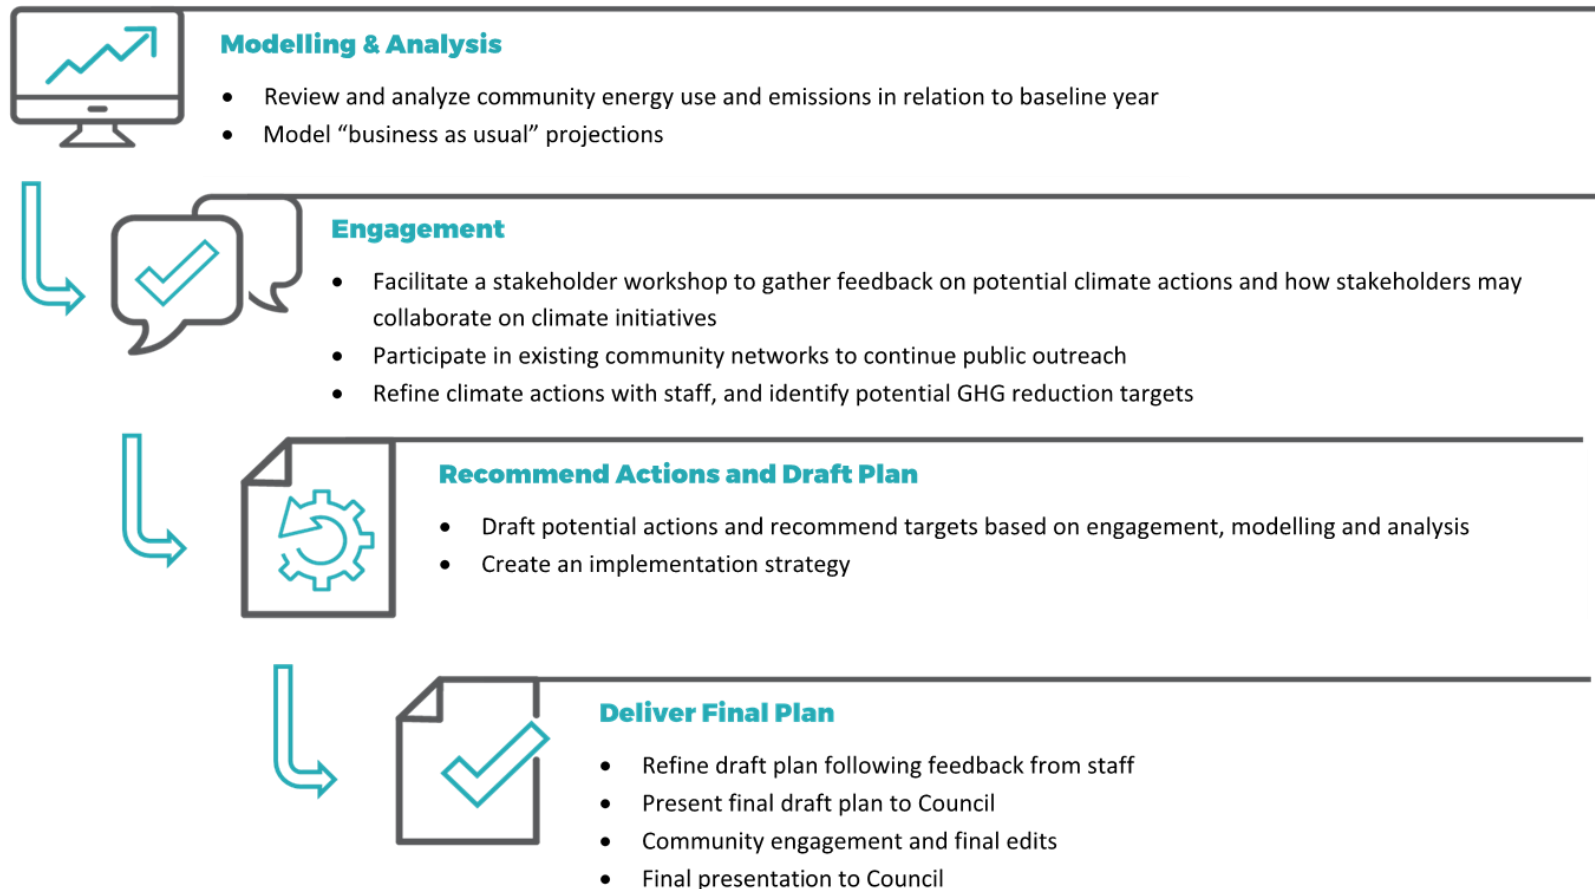 Modelling & Analysis
• Review and analyze community energy use and emissions in relation to baseline year
• Model “business as usual” projections
Engagement
• Facilitate a stakeholder workshop to gather feedback on potential climate actions and how stakeholders may
collaborate on climate initiatives
• Participate in existing community networks to continue public outreach
• Refine climate actions with staff, and identify potential GHG reduction targets
Recommend Actions and Draft Plan
• Draft potential actions and recommend targets based on engagement, modelling and analysis
• Create an implementation strategy
Deliver Final Plan
• Refine draft plan following feedback from staff
• Present final draft plan to Council
• Community engagement and final edits
• Final presentation to Council